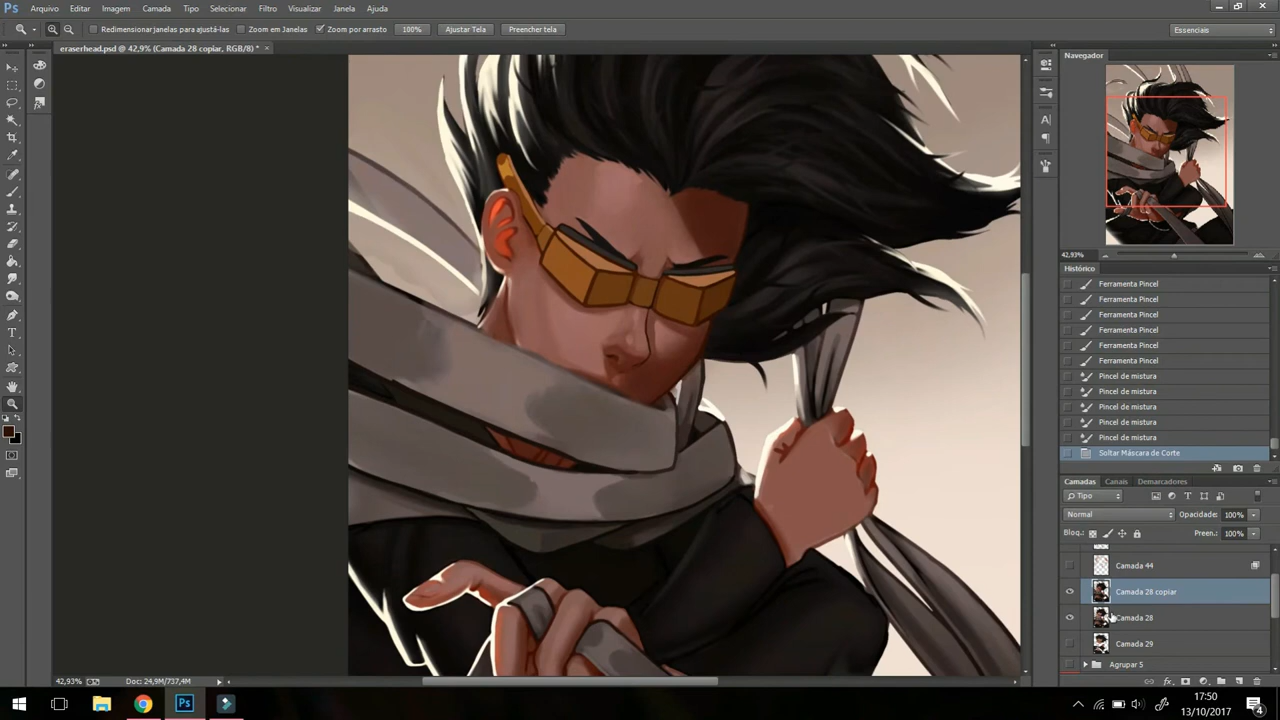 Ps Arquivo Editar Imagem Camada Tipo Selecionar Filtro Visualizar Janela Ajuda
Redimensionar janelas para ajustá-las Zoom em Janelas Zoom por arrasto 100% Ajustar Tela Preencher tela Essenciais
eraserhead.psd @ 42,9% (Camada 28 copiar, RGB/8) * ×
Navegador
42,93%
Histórico
Ferramenta Pincel
Ferramenta Pincel
Ferramenta Pincel
Ferramenta Pincel
Ferramenta Pincel
Ferramenta Pincel
Pincel de mistura
Pincel de mistura
Pincel de mistura
Pincel de mistura
Pincel de mistura
Soltar Máscara de Corte
Camadas Canais Demarcadores
Tipo
Normal Opacidade: 100%
Bloq.: Preen.: 100%
Camada 44
Camada 28 copiar
Camada 28
Camada 29
Agrupar 5
42,93% Doc: 24,9M/737,4M
Ps
17:50
13/10/2017
4